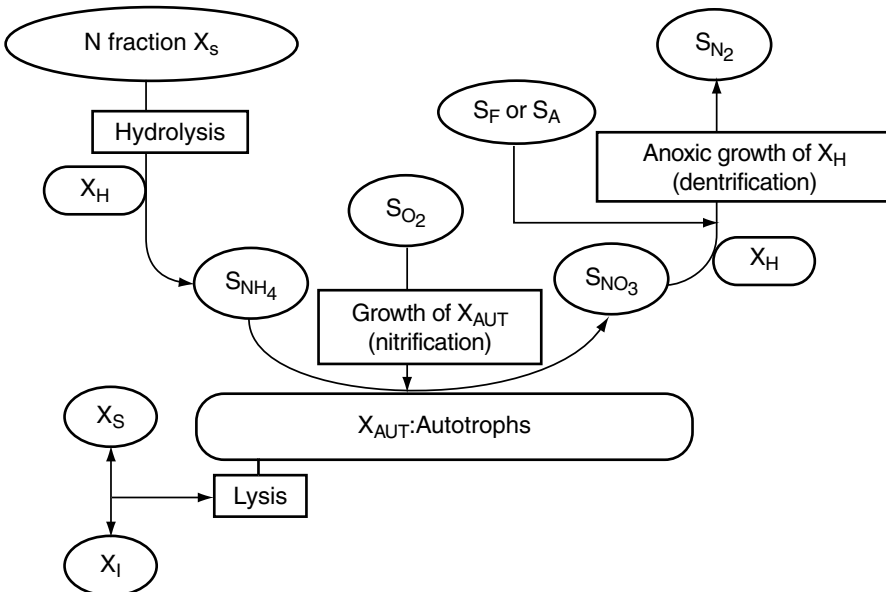 N fraction Xₛ
Hydrolysis
X_H
S_NH₄
S_O₂
Growth of X_AUT
(nitrification)
S_NO₃
S_F or S_A
S_N₂
Anoxic growth of X_H
(dentrification)
X_H
X_AUT:Autotrophs
Lysis
X_S
X_I